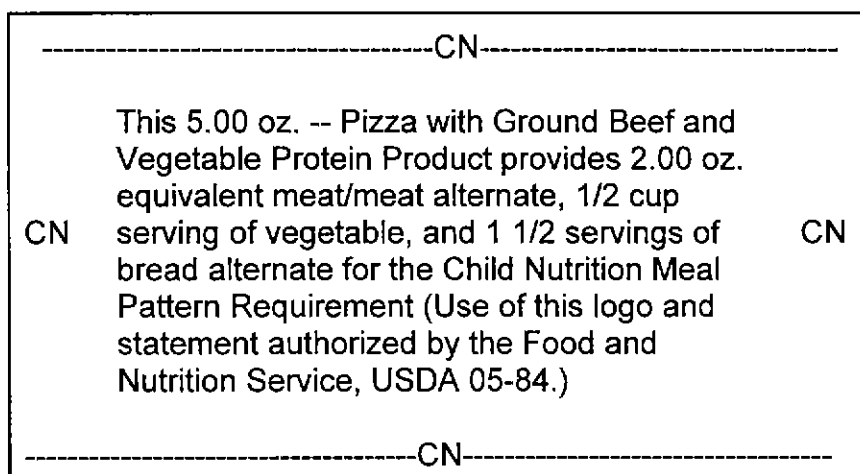 -----------------------------------CN-----------------------------------
This 5.00 oz. -- Pizza with Ground Beef and
Vegetable Protein Product provides 2.00 oz.
equivalent meat/meat alternate, 1/2 cup
CN serving of vegetable, and 1 1/2 servings of CN
bread alternate for the Child Nutrition Meal
Pattern Requirement (Use of this logo and
statement authorized by the Food and
Nutrition Service, USDA 05-84.)
-----------------------------------CN-----------------------------------